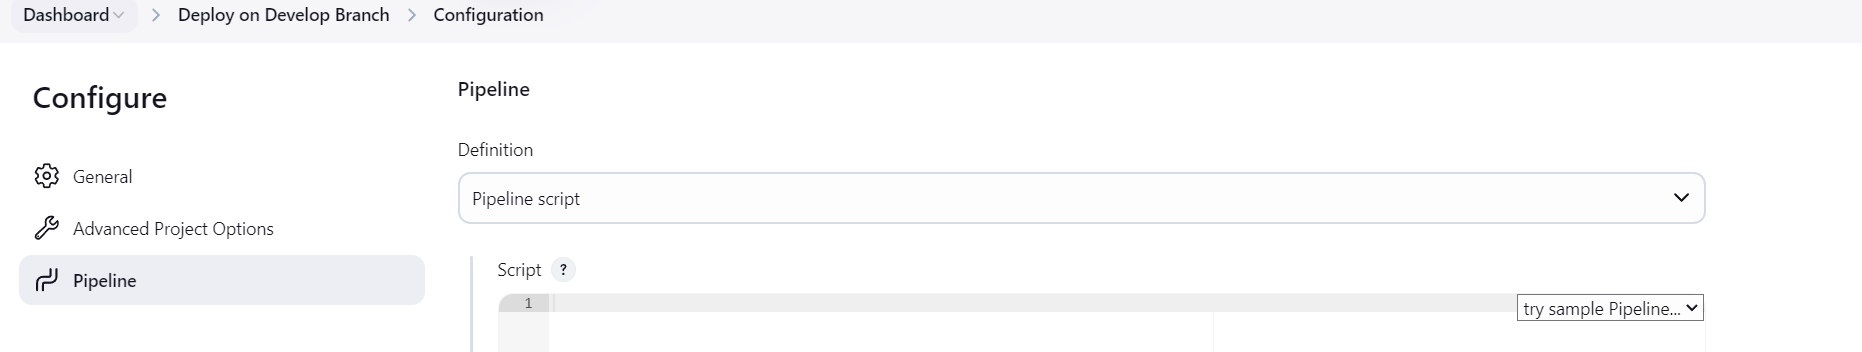 Dashboard > Deploy on Develop Branch > Configuration
Configure
General
Advanced Project Options
Pipeline
Pipeline
Definition
Pipeline script
Script ?
1
try sample Pipeline...